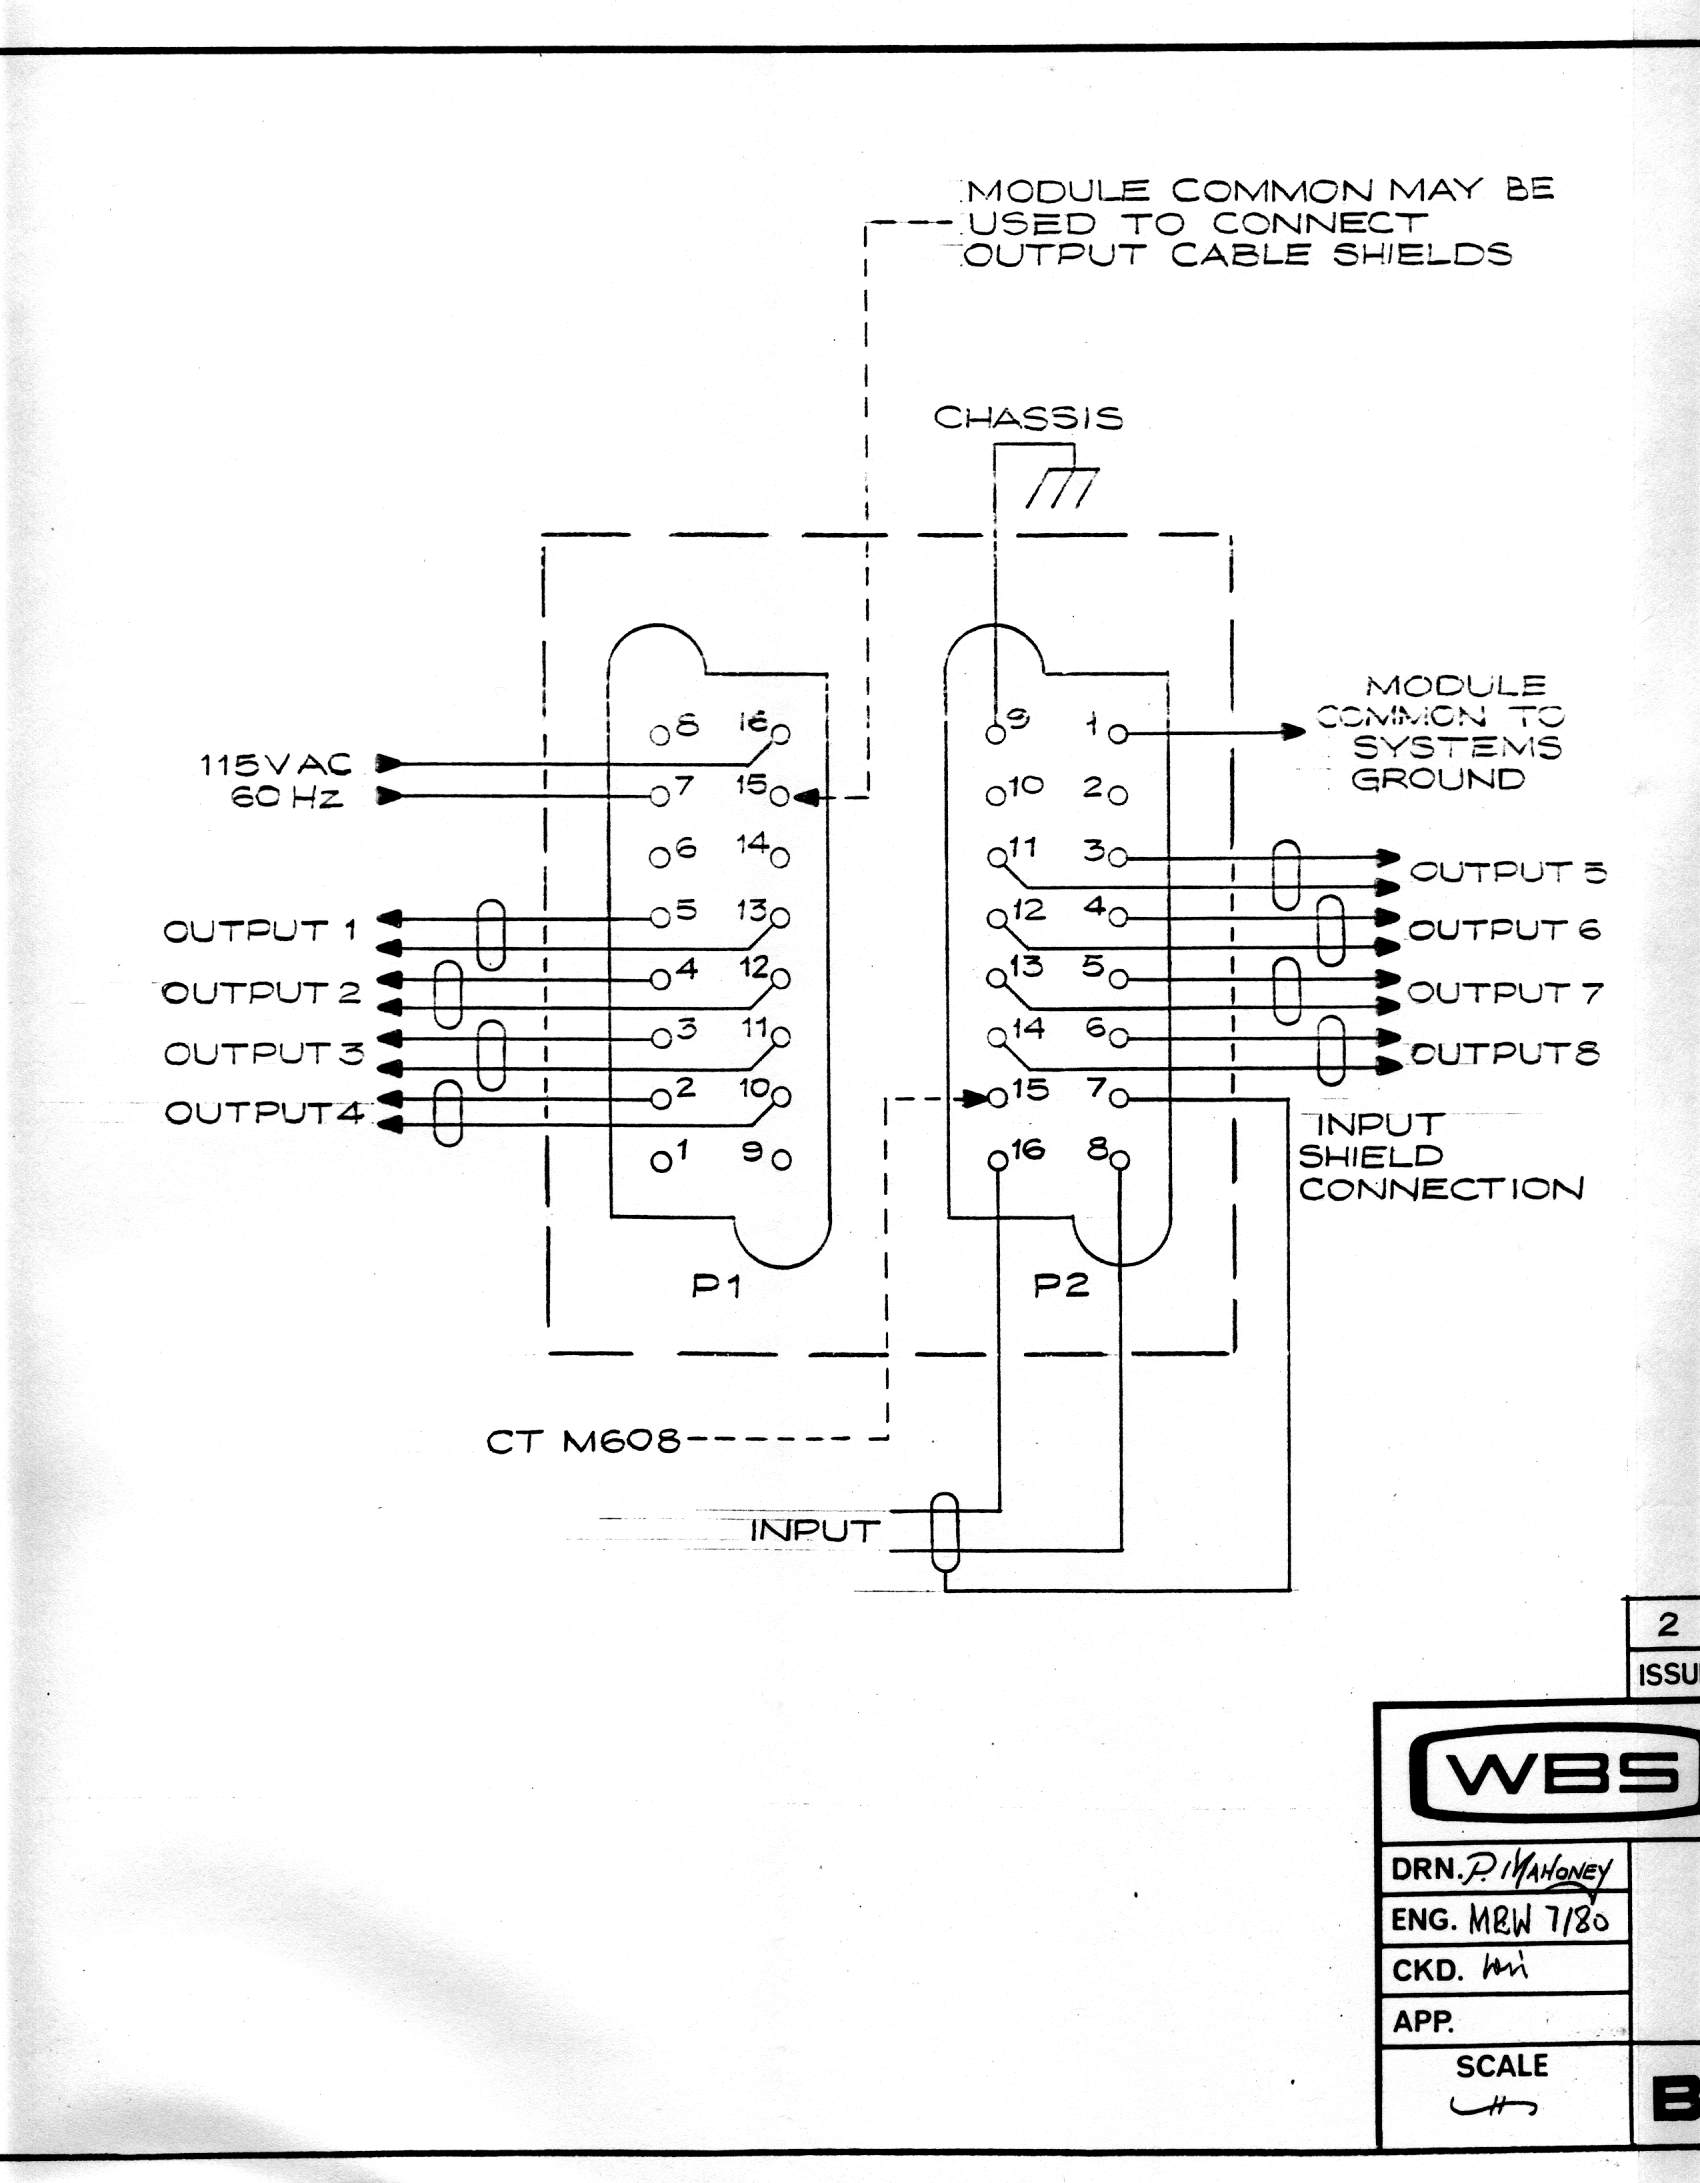 MODULE COMMON MAY BE
USED TO CONNECT
OUTPUT CABLE SHIELDS
CHASSIS
MODULE
COMMON TO
SYSTEMS
GROUND
115VAC
60 Hz
8 16
7 15
6 14
5 13
4 12
3 11
2 10
1 9
9 1
10 2
11 3
12 4
13 5
14 6
15 7
16 8
OUTPUT 1
OUTPUT 2
OUTPUT 3
OUTPUT 4
OUTPUT 5
OUTPUT 6
OUTPUT 7
OUTPUT 8
INPUT
SHIELD
CONNECTION
P1
P2
CT M608
INPUT
2
ISSU
WBS
DRN. P. MAHONEY
ENG. MRW 7/80
CKD.
APP.
SCALE
B